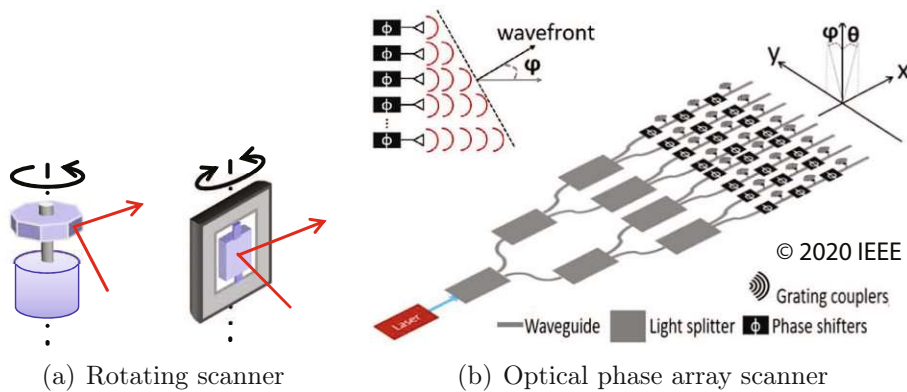 ϕ
ϕ
ϕ
ϕ
ϕ
wavefront
φ
φ θ
y
x
ϕ ϕ ϕ
ϕ ϕ ϕ
ϕ ϕ ϕ
ϕ ϕ ϕ
ϕ ϕ ϕ
ϕ ϕ ϕ
© 2020 IEEE
Grating couplers
Laser
Waveguide Light splitter ϕ Phase shifters
(a) Rotating scanner
(b) Optical phase array scanner